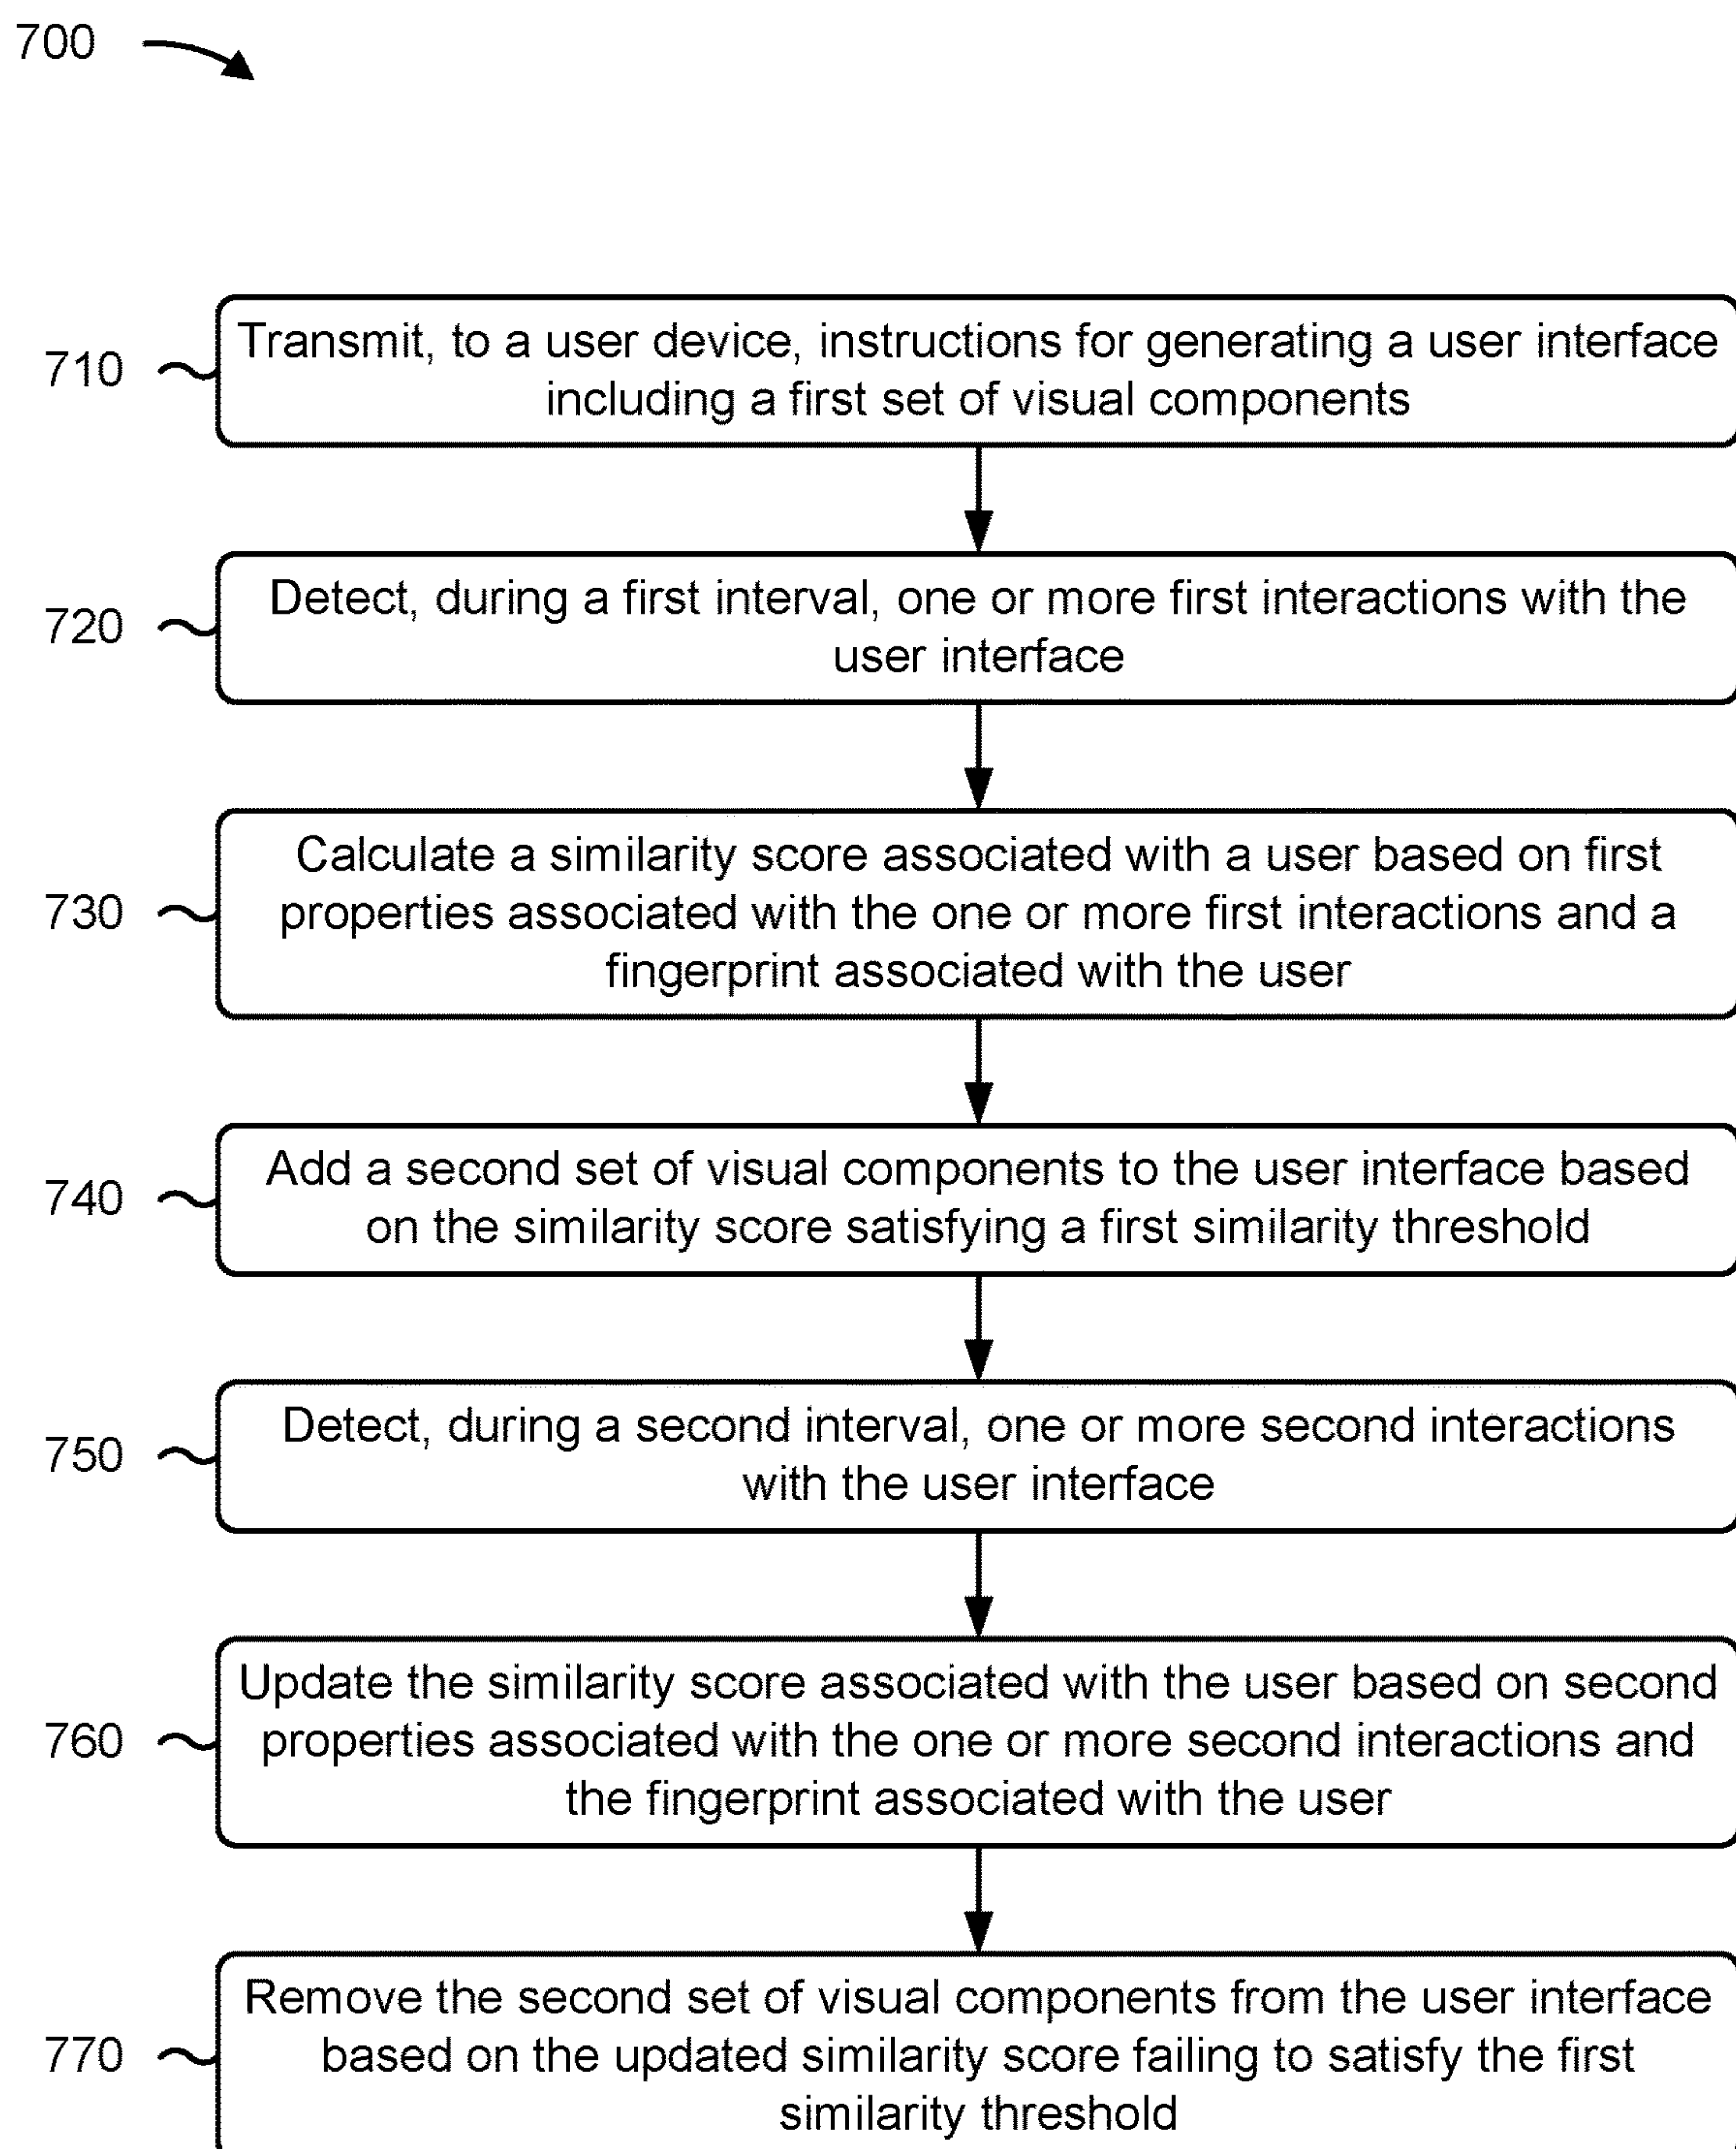 700
710
Transmit, to a user device, instructions for generating a user interface
including a first set of visual components
720
Detect, during a first interval, one or more first interactions with the
user interface
730
Calculate a similarity score associated with a user based on first
properties associated with the one or more first interactions and a
fingerprint associated with the user
740
Add a second set of visual components to the user interface based
on the similarity score satisfying a first similarity threshold
750
Detect, during a second interval, one or more second interactions
with the user interface
760
Update the similarity score associated with the user based on second
properties associated with the one or more second interactions and
the fingerprint associated with the user
770
Remove the second set of visual components from the user interface
based on the updated similarity score failing to satisfy the first
similarity threshold